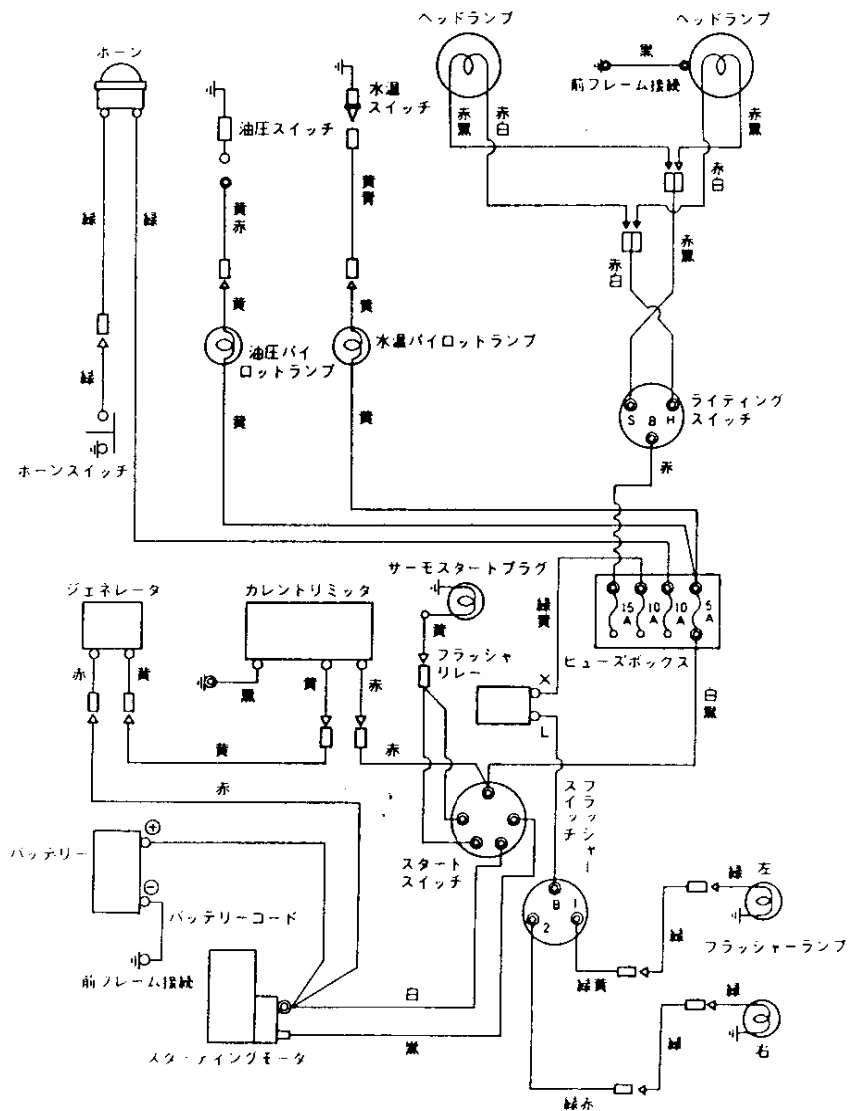 ヘッドランプ
ヘッドランプ
ホーン
黒
前フレーム接続
水温
スイッチ
油圧スイッチ
赤
黒
赤
白
赤
黒
赤
白
黄
青
黄
赤
緑
緑
赤
黒
赤
白
黄
黄
油圧パイ
ロットランプ
水温パイロットランプ
緑
ライティング
スイッチ
S
B
H
黄
黄
ホーンスイッチ
赤
サーモスタートプラグ
ジェネレータ
カレントリミッタ
緑
黄
15
A
10
A
10
A
5
A
黄
フラッシャ
リレー
ヒューズボックス
赤
黄
黒
黄
赤
X
L
白
黒
黄
赤
赤
フラッシャー
スイッチ
バッテリー
⊕
⊖
スタート
スイッチ
B
1
2
緑
左
バッテリーコード
緑
フラッシャーランプ
前フレーム接続
白
緑黄
緑
黒
緑
右
スターティングモータ
緑赤